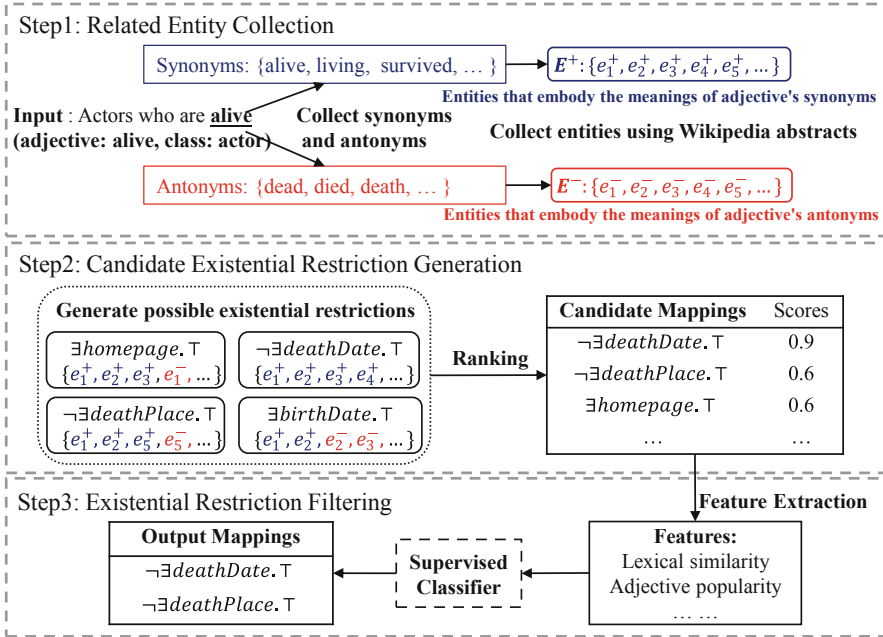 Step1: Related Entity Collection
Synonyms: {alive, living, survived, … }
E⁺: {e₁⁺, e₂⁺, e₃⁺, e₄⁺, e₅⁺, … }
Entities that embody the meanings of adjective's synonyms
Input : Actors who are alive
(adjective: alive, class: actor)
Collect synonyms
and antonyms
Collect entities using Wikipedia abstracts
Antonyms: {dead, died, death, … }
E⁻: {e₁⁻, e₂⁻, e₃⁻, e₄⁻, e₅⁻, … }
Entities that embody the meanings of adjective's antonyms
Step2: Candidate Existential Restriction Generation
Generate possible existential restrictions
∃homepage.⊤
{e₁⁺, e₂⁺, e₃⁺, e₁⁻, … }
¬∃deathDate.⊤
{e₁⁺, e₂⁺, e₃⁺, e₄⁺, … }
¬∃deathPlace.⊤
{e₁⁺, e₂⁺, e₅⁺, e₅⁻, … }
∃birthDate.⊤
{e₁⁺, e₂⁺, e₂⁻, e₃⁻, … }
Ranking
Candidate Mappings Scores
¬∃deathDate.⊤ 0.9
¬∃deathPlace.⊤ 0.6
∃homepage.⊤ 0.6
… …
Step3: Existential Restriction Filtering
Feature Extraction
Output Mappings
¬∃deathDate.⊤
¬∃deathPlace.⊤
Supervised
Classifier
Features:
Lexical similarity
Adjective popularity
… …